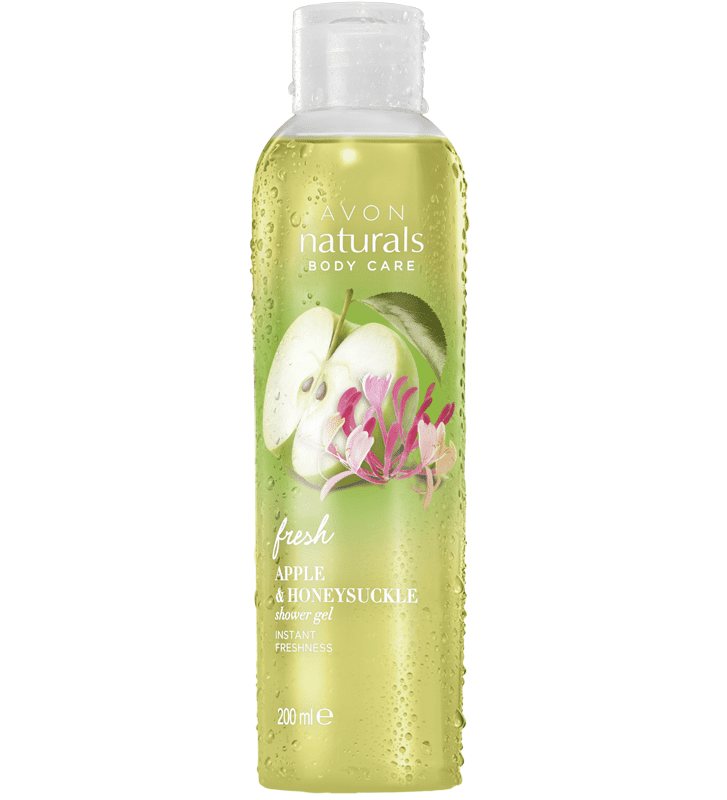 AVON
naturals
BODY CARE
fresh
APPLE
& HONEYSUCKLE
shower gel
INSTANT
FRESHNESS
200 ml ℮